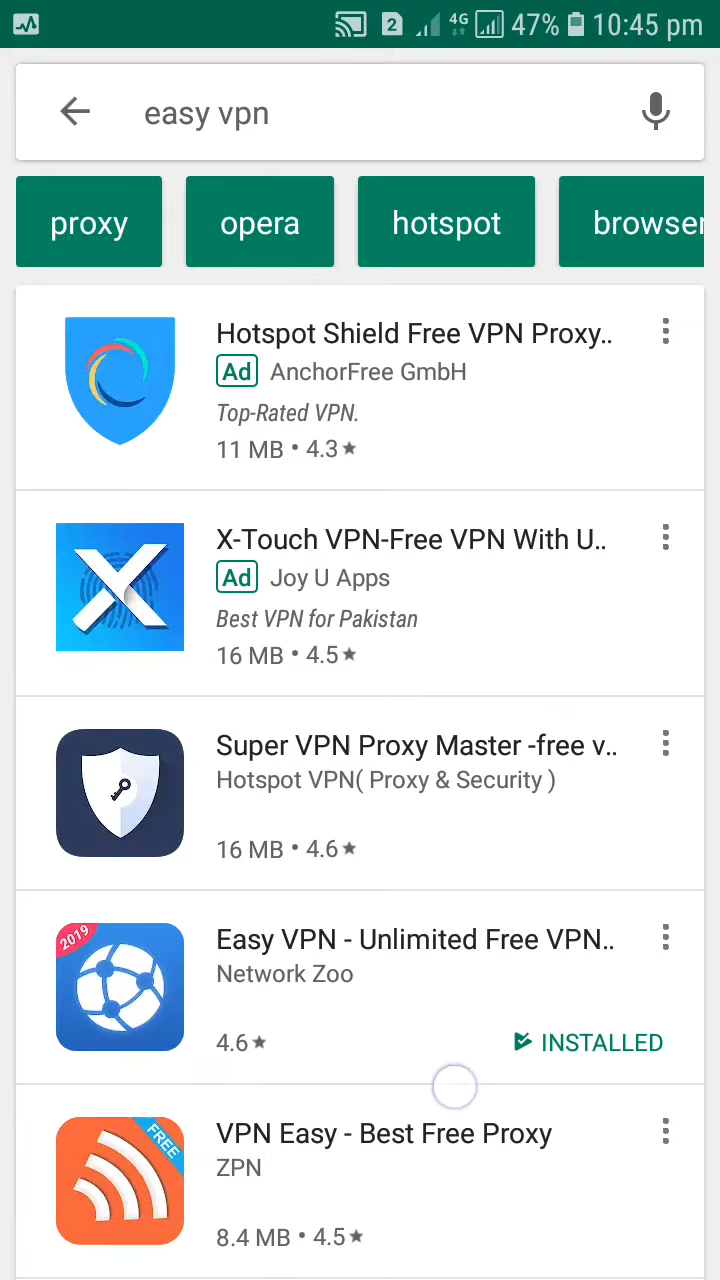 2 4G 47% 10:45 pm
easy vpn
proxy opera hotspot browser
Hotspot Shield Free VPN Proxy..
Ad AnchorFree GmbH
Top-Rated VPN.
11 MB • 4.3★
X-Touch VPN-Free VPN With U..
Ad Joy U Apps
Best VPN for Pakistan
16 MB • 4.5★
Super VPN Proxy Master -free v..
Hotspot VPN( Proxy & Security )
16 MB • 4.6★
2019
Easy VPN - Unlimited Free VPN..
Network Zoo
4.6★ INSTALLED
FREE
VPN Easy - Best Free Proxy
ZPN
8.4 MB • 4.5★